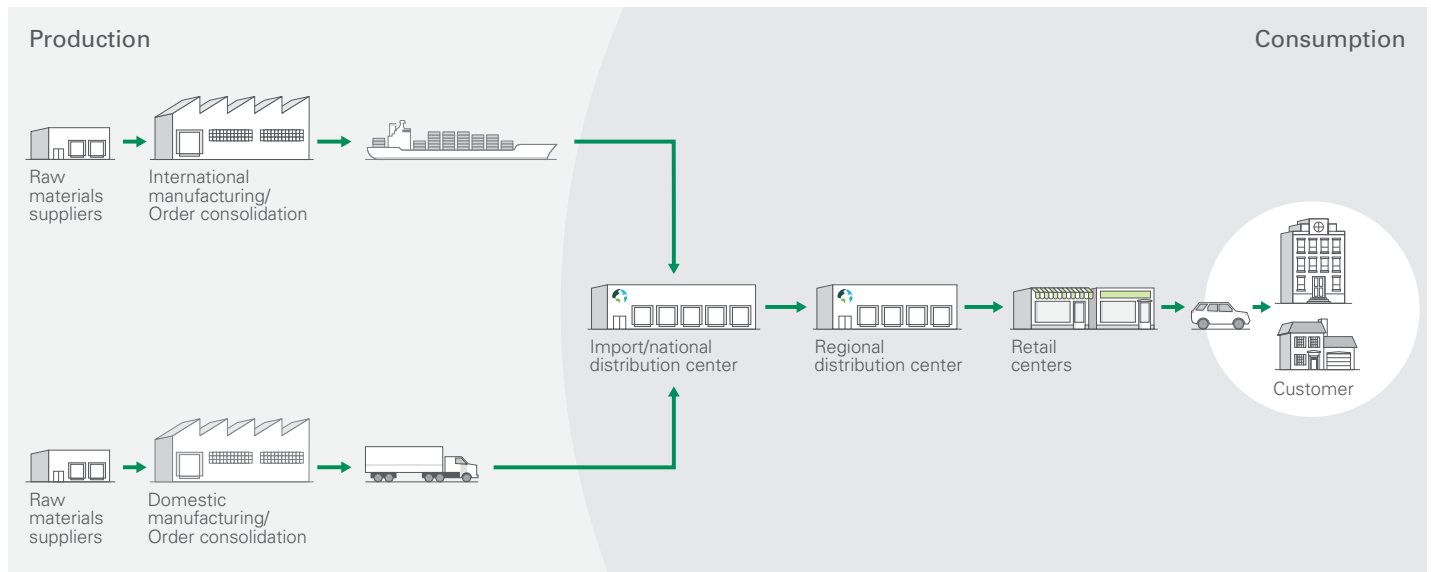 Production
Consumption
Raw
materials
suppliers
International
manufacturing/
Order consolidation
Import/national
distribution center
Regional
distribution center
Retail
centers
Customer
Raw
materials
suppliers
Domestic
manufacturing/
Order consolidation